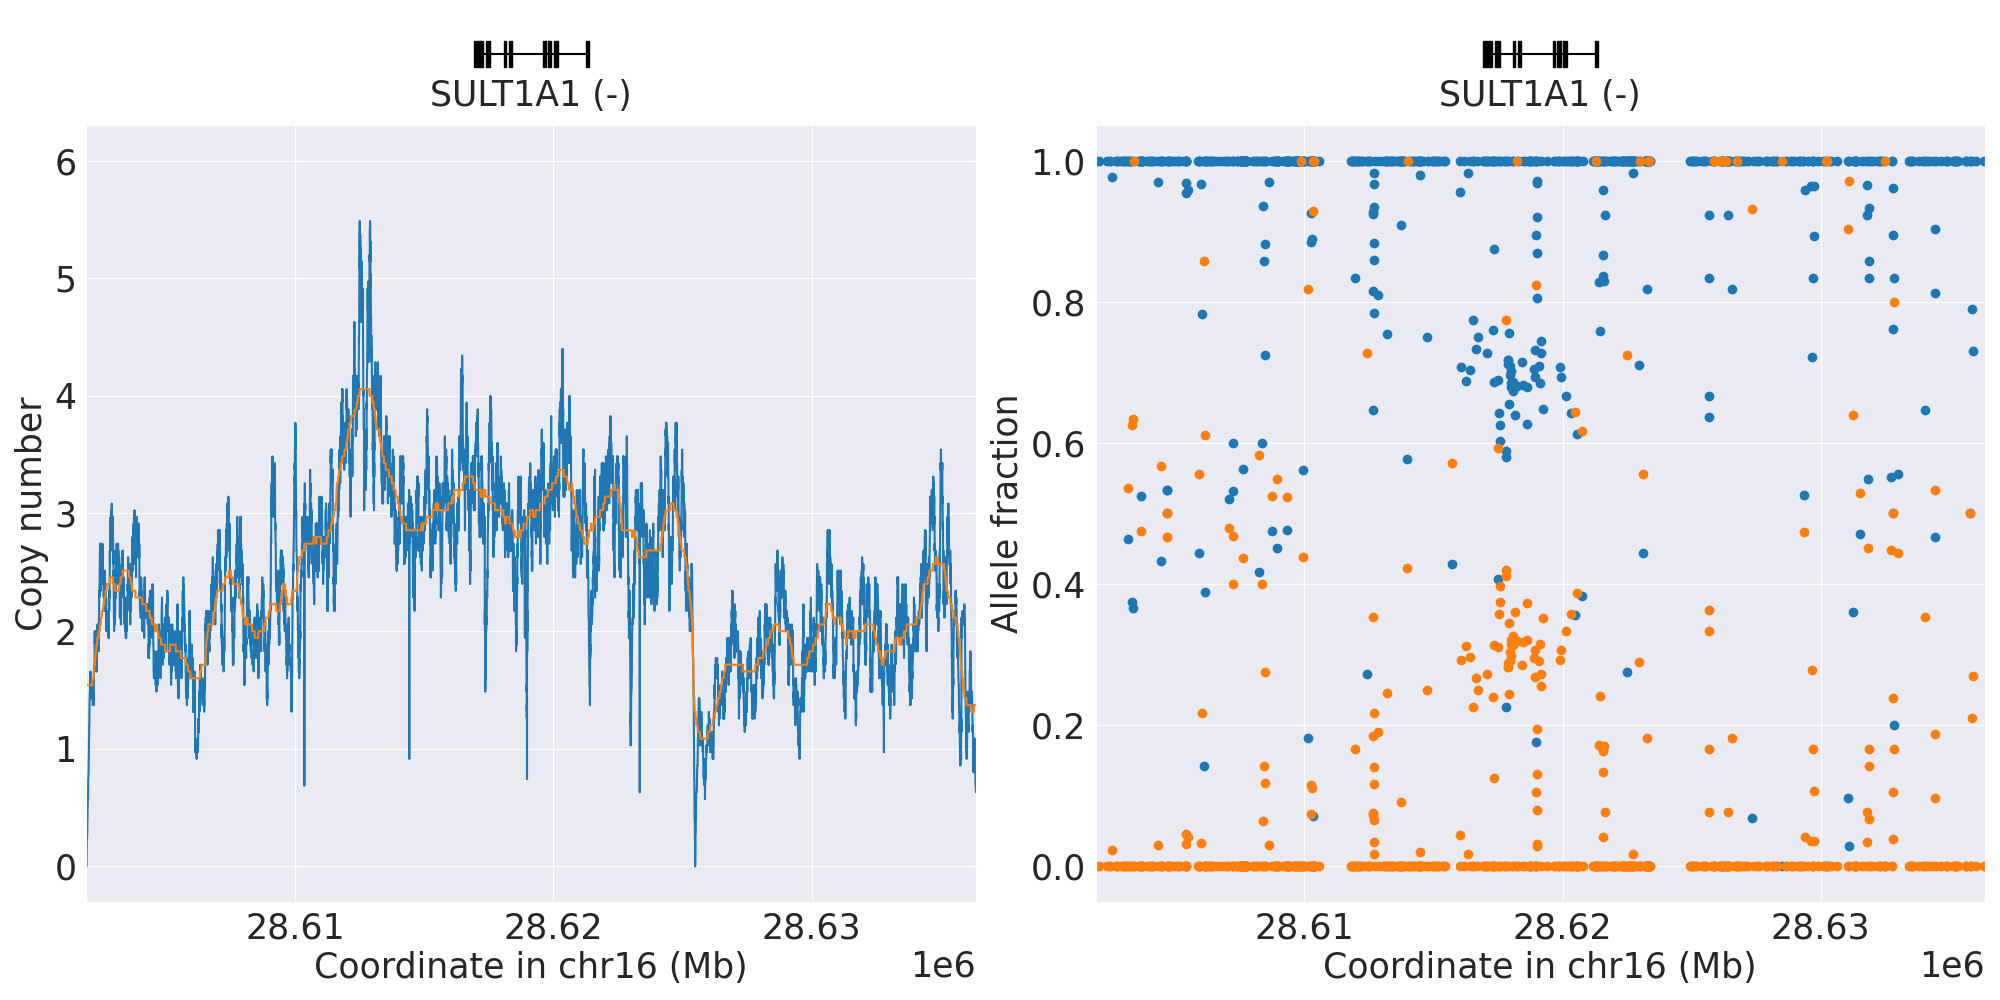 SULT1A1 (-)
SULT1A1 (-)
Copy number
6
5
4
3
2
1
0
28.61
28.62
28.63
Coordinate in chr16 (Mb)
1e6
Allele fraction
1.0
0.8
0.6
0.4
0.2
0.0
28.61
28.62
28.63
Coordinate in chr16 (Mb)
1e6